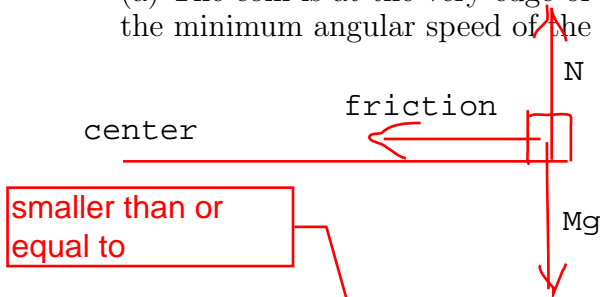 the minimum angular speed of the
N
friction
center
smaller than or
equal to
Mg